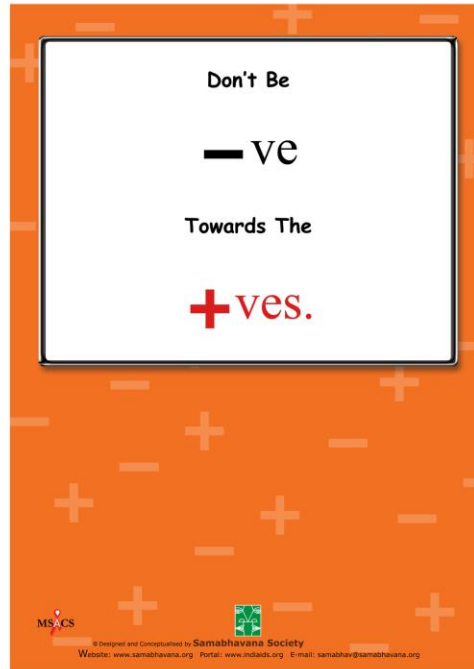 Don't Be
– ve
Towards The
+ves.
MSACS
© Designed and Conceptualised by Samabhavana Society
Website: www.samabhavana.org Portal: www.indiaids.org E-mail: samabhav@samabhavana.org